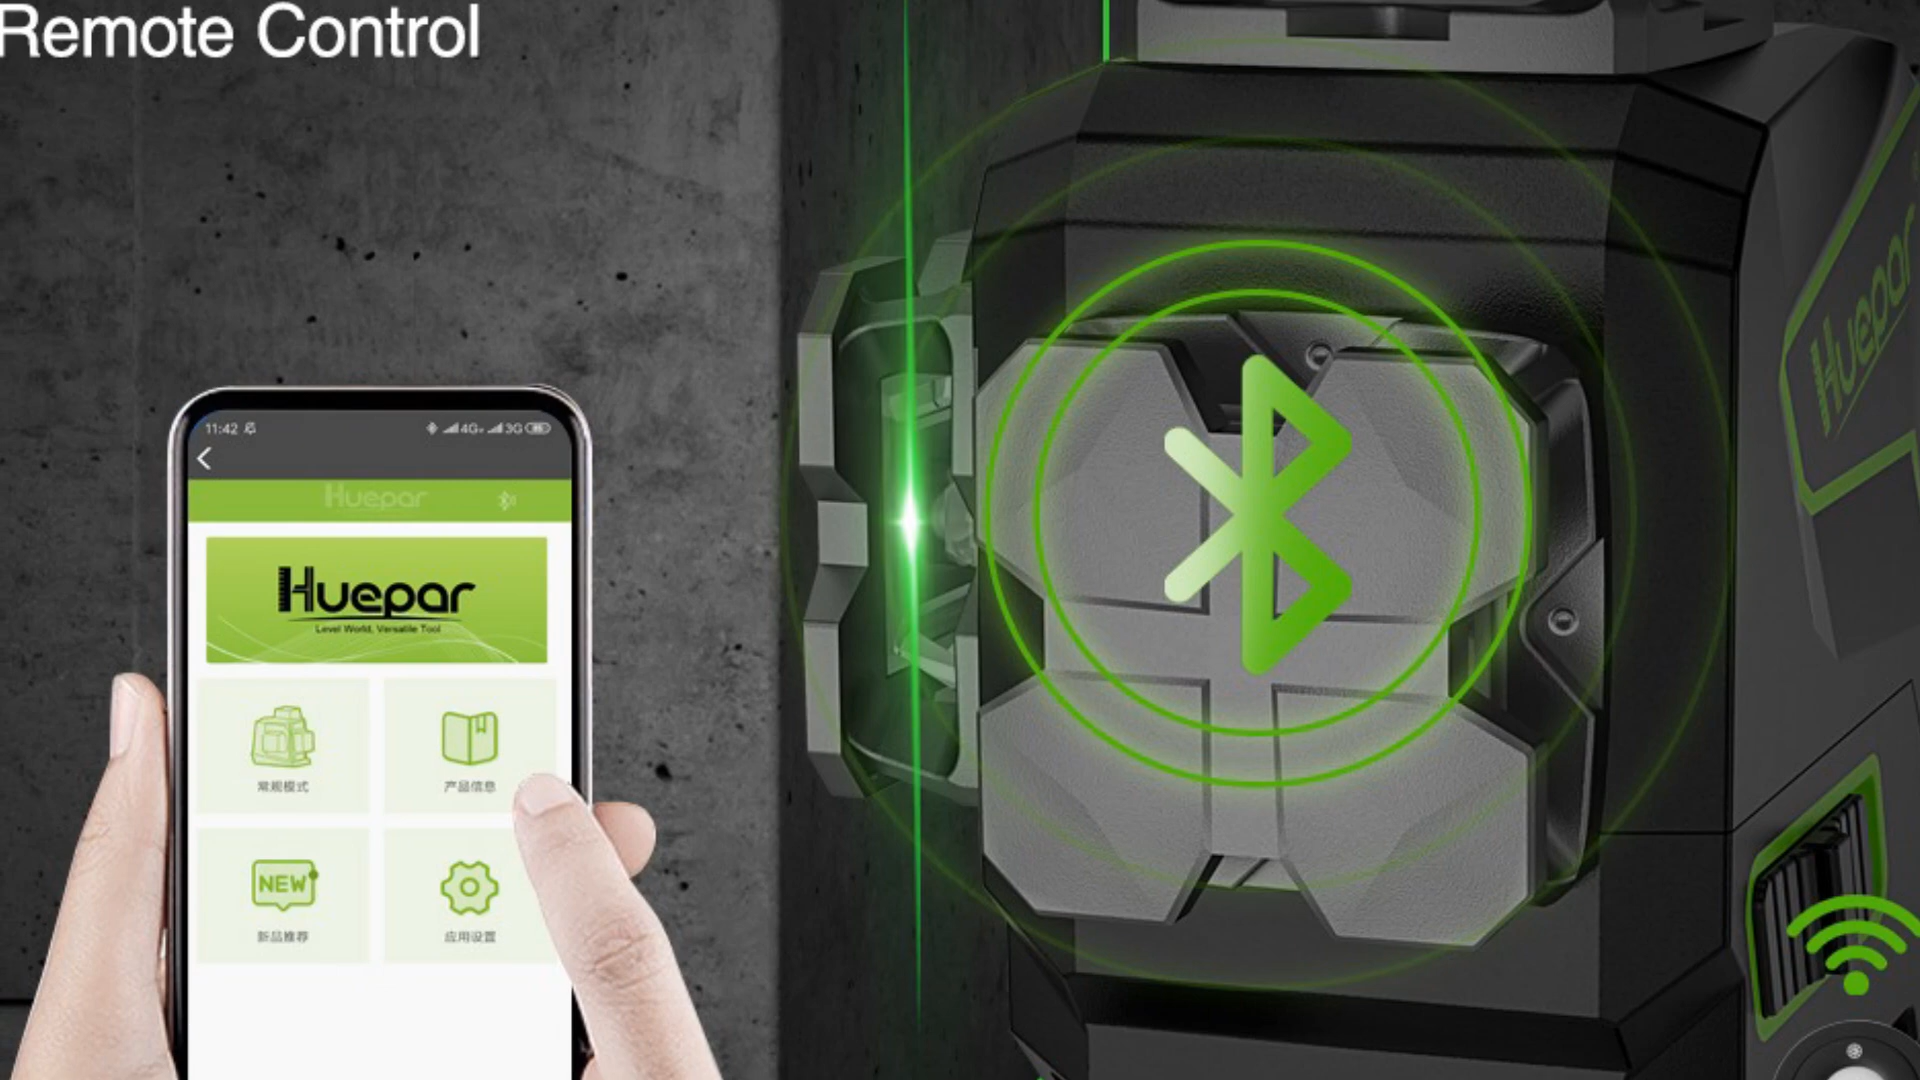 Remote Control
11:42
4G+ 3G
Huepar
Huepar
Level World, Versatile Tool
常规模式
产品信息
NEW
新品推荐
应用设置
Huepar